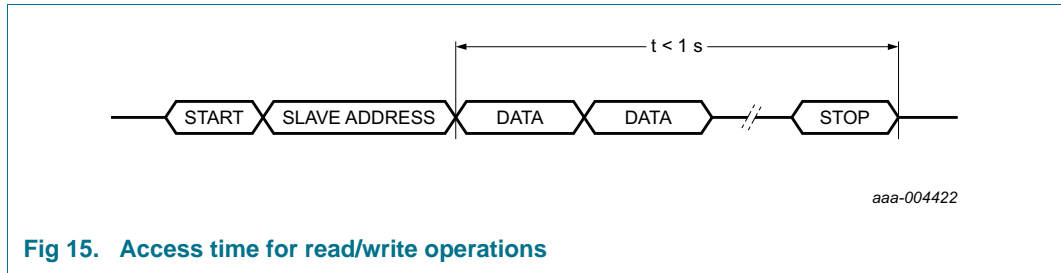 t < 1 s
START SLAVE ADDRESS DATA DATA STOP
aaa-004422
Fig 15. Access time for read/write operations